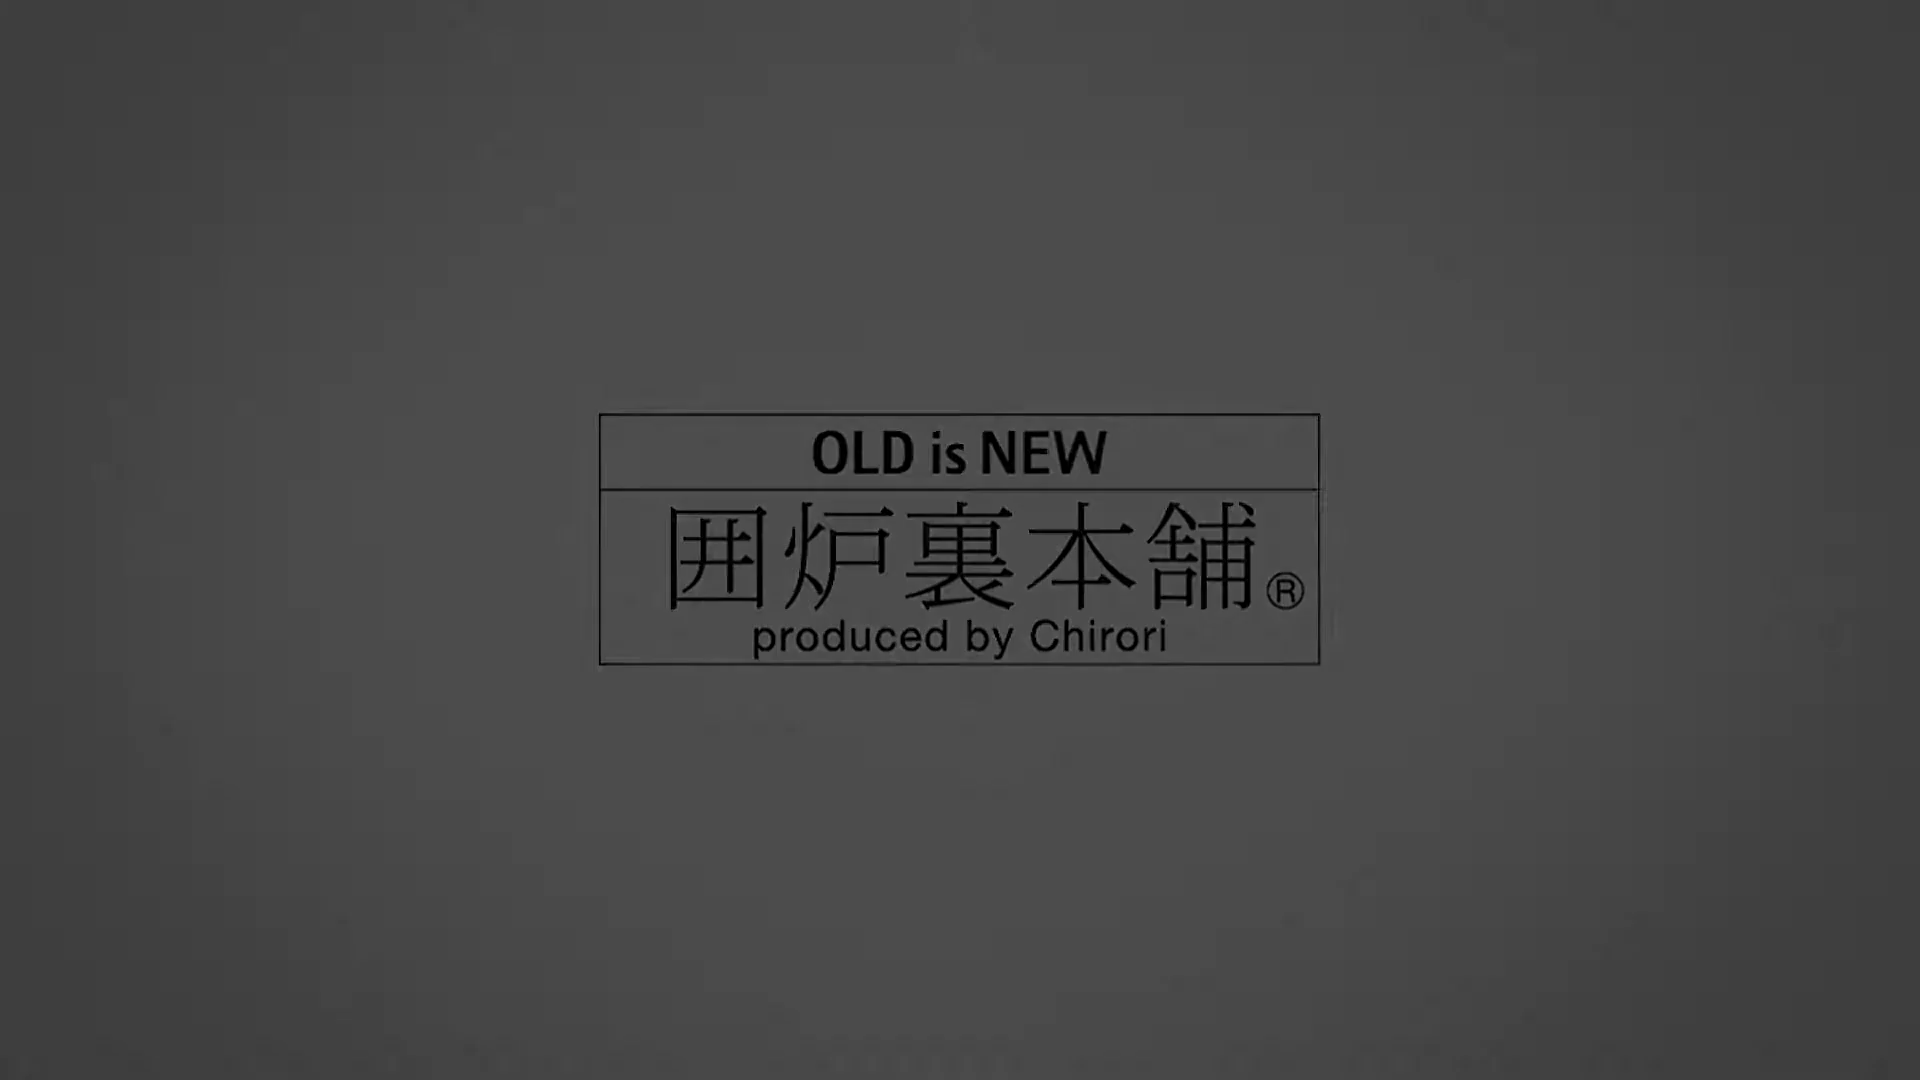 OLD is NEW
囲炉裏本舗®
produced by Chirori